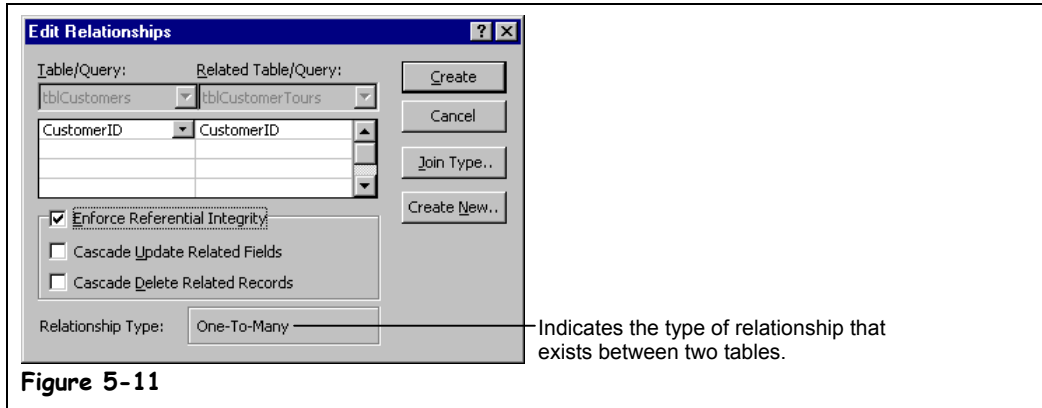 Edit Relationships
Table/Query: Related Table/Query:
tblCustomers tblCustomerTours
CustomerID CustomerID
Enforce Referential Integrity
Cascade Update Related Fields
Cascade Delete Related Records
Relationship Type: One-To-Many
Create
Cancel
Join Type..
Create New..
Indicates the type of relationship that
exists between two tables.
Figure 5-11